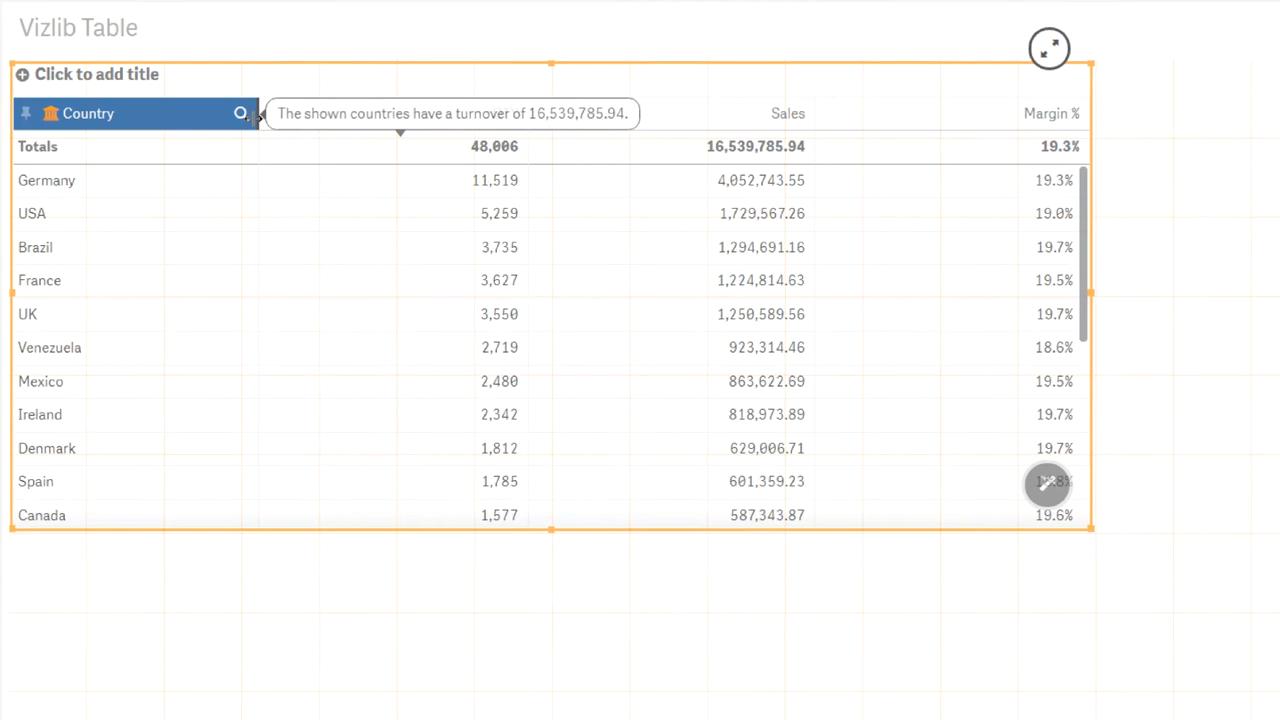 Vizlib Table
Click to add title
Country The shown countries have a turnover of 16,539,785.94. Sales Margin %
Totals 48,006 16,539,785.94 19.3%
Germany 11,519 4,052,743.55 19.3%
USA 5,259 1,729,567.26 19.0%
Brazil 3,735 1,294,691.16 19.7%
France 3,627 1,224,814.63 19.5%
UK 3,550 1,250,589.56 19.7%
Venezuela 2,719 923,314.46 18.6%
Mexico 2,480 863,622.69 19.5%
Ireland 2,342 818,973.89 19.7%
Denmark 1,812 629,006.71 19.7%
Spain 1,785 601,359.23
Canada 1,577 587,343.87 19.6%